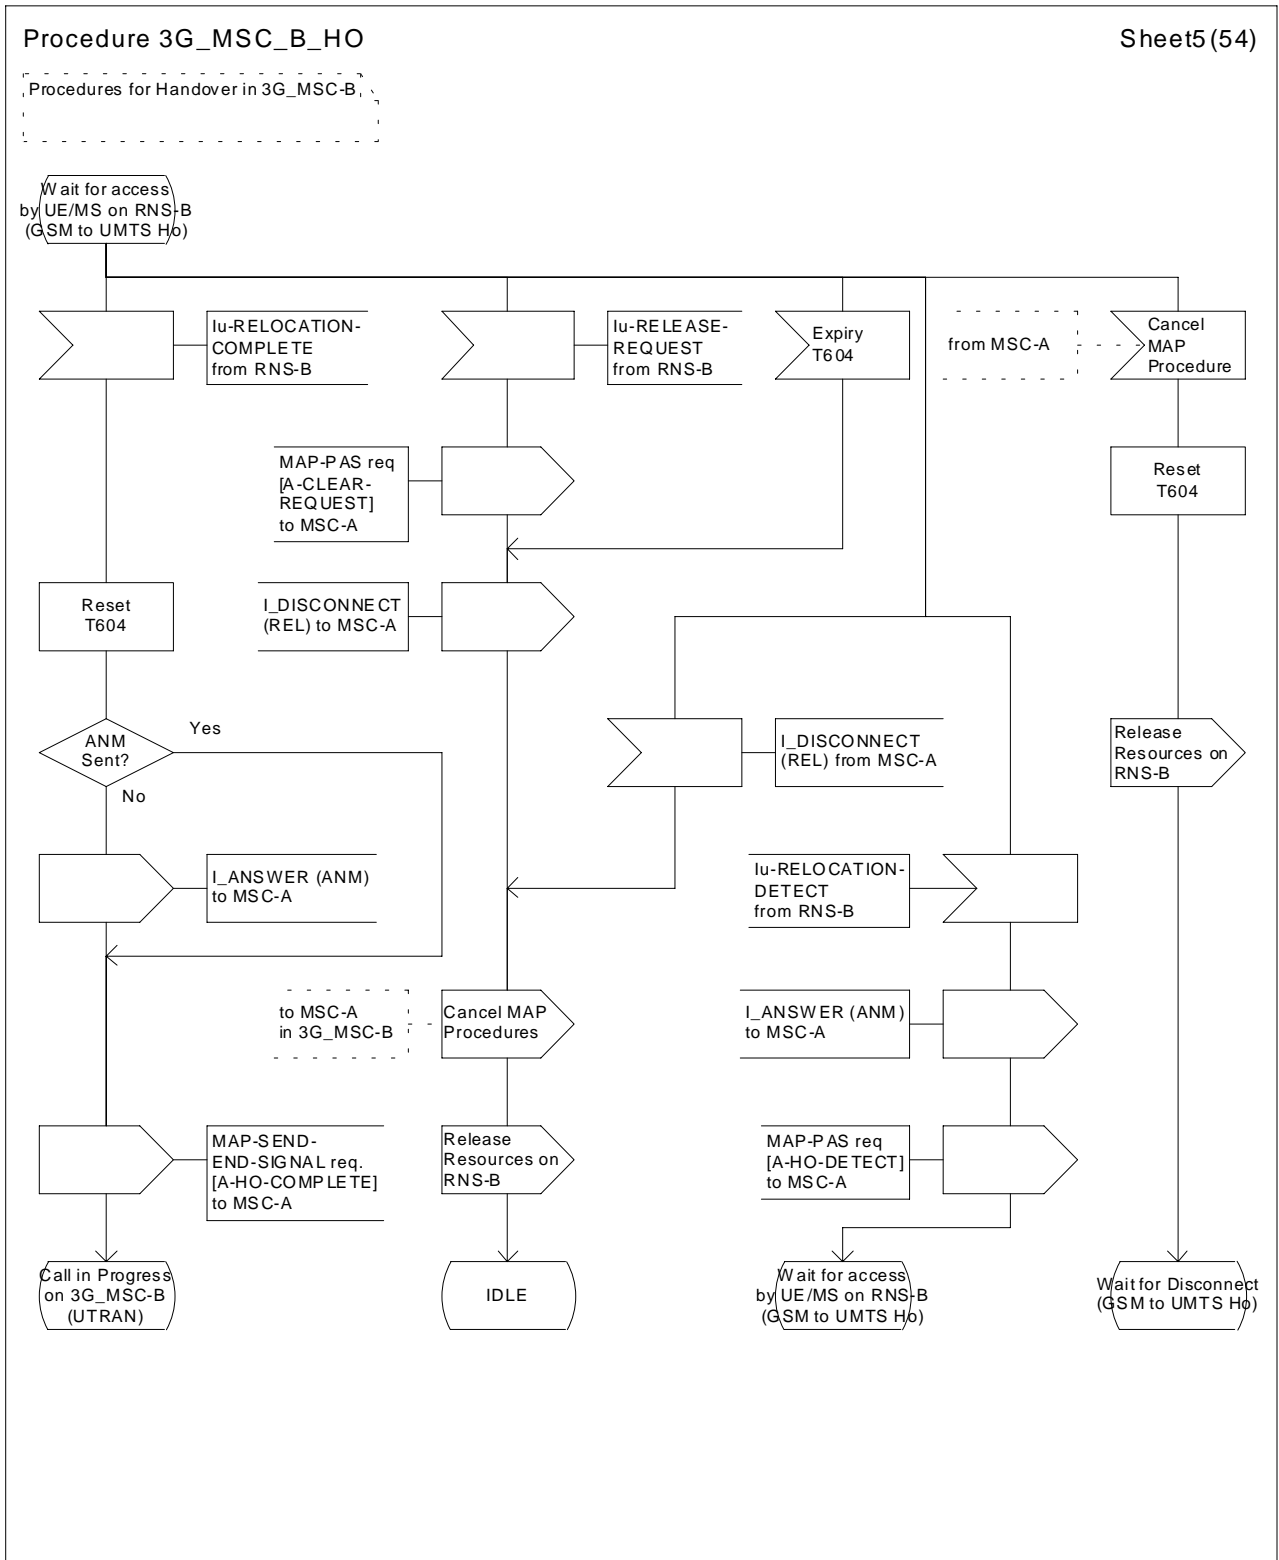 Procedure 3G_MSC_B_HO
Sheet5(54)
Procedures for Handover in 3G_MSC-B
Wait for access
by UE/MS on RNS-B
(GSM to UMTS Ho)
Iu-RELOCATION-
COMPLETE
from RNS-B
Iu-RELEASE-
REQUEST
from RNS-B
Expiry
T604
from MSC-A
Cancel
MAP
Procedure
MAP-PAS req
[A-CLEAR-
REQUEST]
to MSC-A
Reset
T604
Reset
T604
I_DISCONNECT
(REL) to MSC-A
ANM
Sent?
Yes
No
I_DISCONNECT
(REL) from MSC-A
Release
Resources on
RNS-B
I_ANSWER (ANM)
to MSC-A
Iu-RELOCATION-
DETECT
from RNS-B
to MSC-A
in 3G_MSC-B
Cancel MAP
Procedures
I_ANSWER (ANM)
to MSC-A
MAP-SEND-
END-SIGNAL req.
[A-HO-COMPLETE]
to MSC-A
Release
Resources on
RNS-B
MAP-PAS req
[A-HO-DETECT]
to MSC-A
Call in Progress
on 3G_MSC-B
(UTRAN)
IDLE
Wait for access
by UE/MS on RNS-B
(GSM to UMTS Ho)
Wait for Disconnect
(GSM to UMTS Ho)